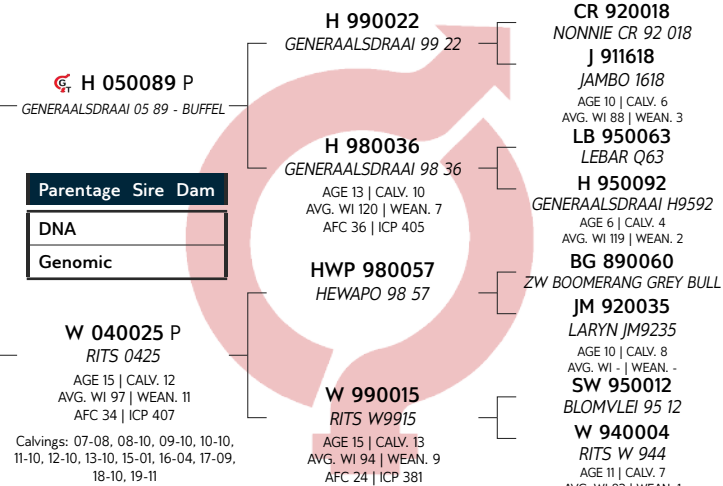 H 050089 P
GENERAALSDRAAI 05 89 - BUFFEL
Parentage Sire Dam
DNA
Genomic
W 040025 P
RITS 0425
AGE 15 | CALV. 12
AVG. WI 97 | WEAN. 11
AFC 34 | ICP 407
Calvings: 07-08, 08-10, 09-10, 10-10,
11-10, 12-10, 13-10, 15-01, 16-04, 17-09,
18-10, 19-11
H 990022
GENERAALSDRAAI 99 22
H 980036
GENERAALSDRAAI 98 36
AGE 13 | CALV. 10
AVG. WI 120 | WEAN. 7
AFC 36 | ICP 405
HWP 980057
HEWAPO 98 57
W 990015
RITS W9915
AGE 15 | CALV. 13
AVG. WI 94 | WEAN. 9
AFC 24 | ICP 381
CR 920018
NONNIE CR 92 018
J 911618
JAMBO 1618
AGE 10 | CALV. 6
AVG. WI 88 | WEAN. 3
LB 950063
LEBAR Q63
H 950092
GENERAALSDRAAI H9592
AGE 6 | CALV. 4
AVG. WI 119 | WEAN. 2
BG 890060
ZW BOOMERANG GREY BULL
JM 920035
LARYN JM9235
AGE 10 | CALV. 8
AVG. WI - | WEAN. -
SW 950012
BLOMVLEI 95 12
W 940004
RITS W 944
AGE 11 | CALV. 7